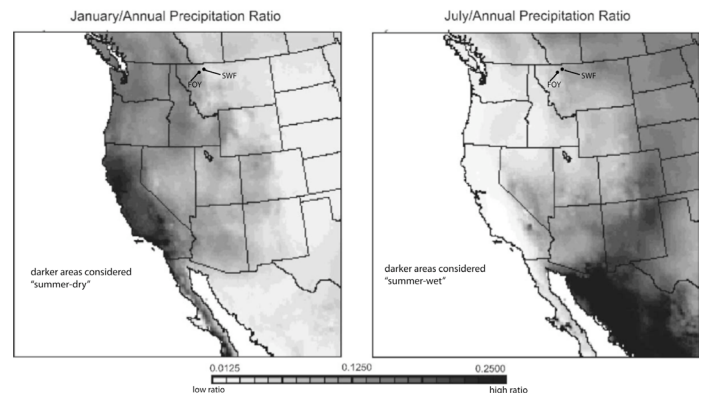 January/Annual Precipitation Ratio
July/Annual Precipitation Ratio
FOY
SWF
FOY
SWF
darker areas considered
"summer-dry"
darker areas considered
"summer-wet"
0.0125
0.1250
0.2500
low ratio
high ratio